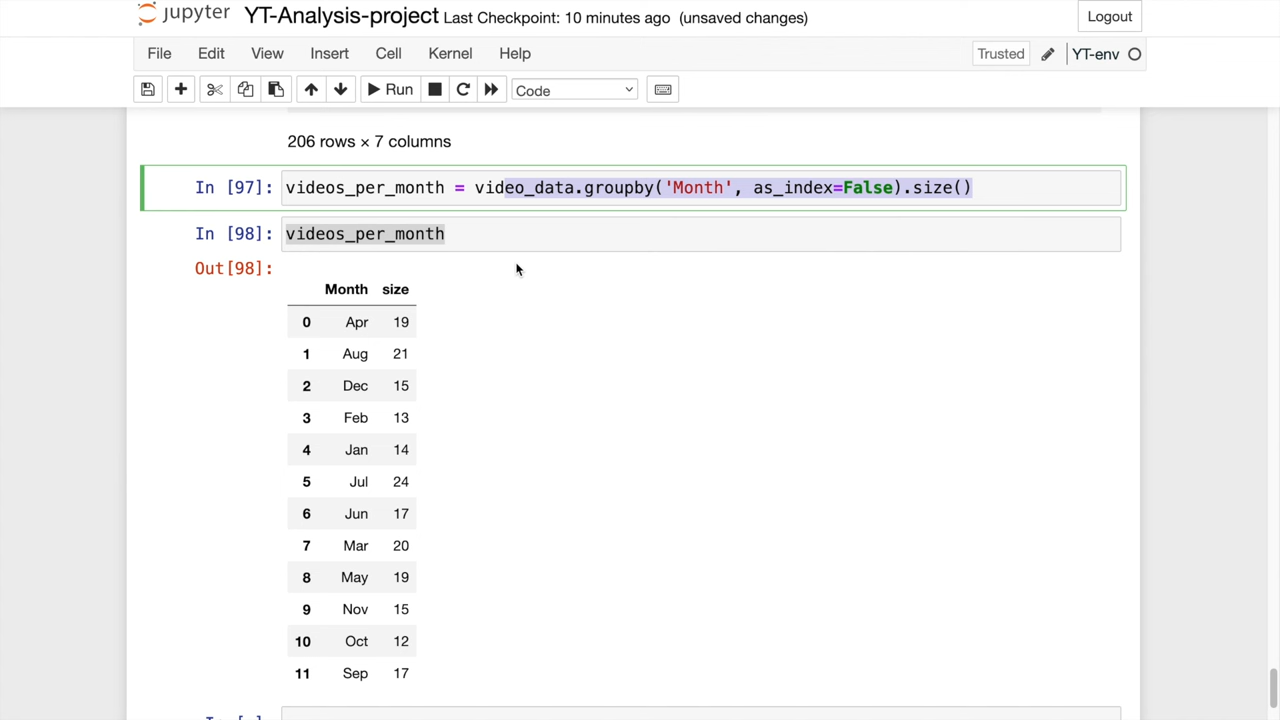 jupyter YT-Analysis-project Last Checkpoint: 10 minutes ago (unsaved changes) Logout
File Edit View Insert Cell Kernel Help Trusted YT-env
Run Code
206 rows × 7 columns
In [97]: videos_per_month = video_data.groupby('Month', as_index=False).size()
In [98]: videos_per_month
Out[98]:
Month size
0 Apr 19
1 Aug 21
2 Dec 15
3 Feb 13
4 Jan 14
5 Jul 24
6 Jun 17
7 Mar 20
8 May 19
9 Nov 15
10 Oct 12
11 Sep 17